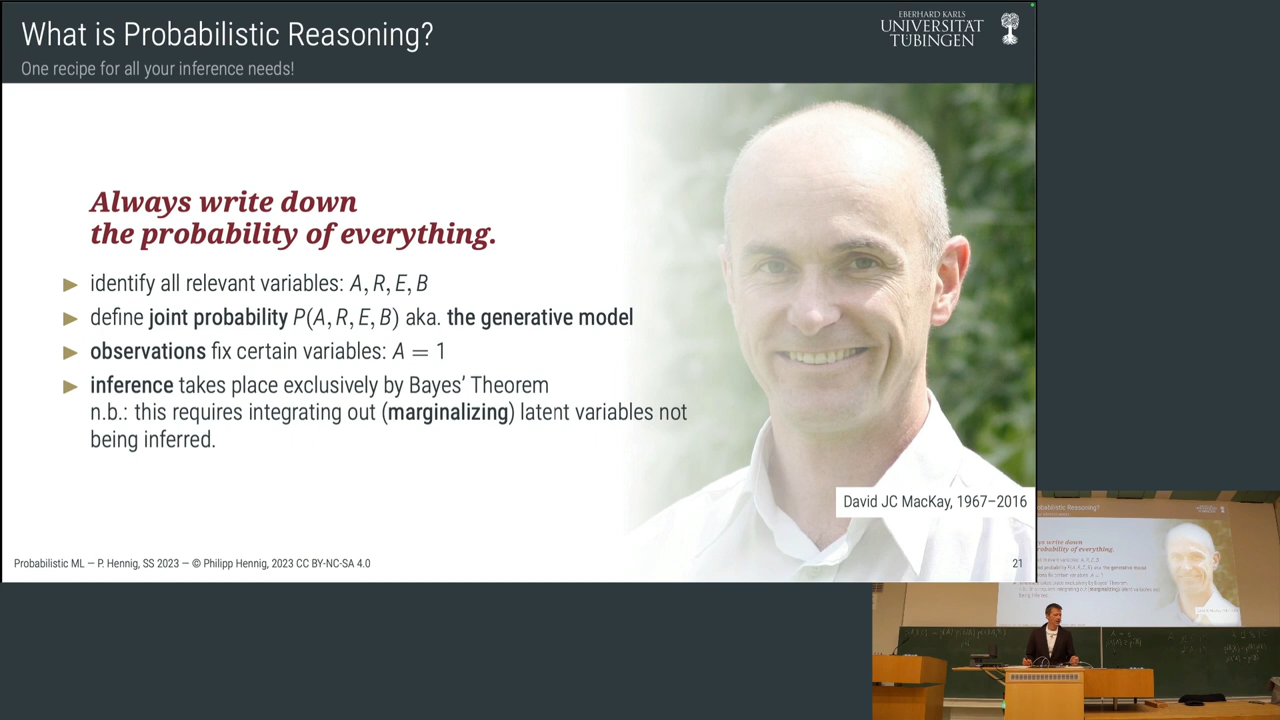 What is Probabilistic Reasoning?
One recipe for all your inference needs!
EBERHARD KARLS
UNIVERSITÄT
TÜBINGEN
Always write down
the probability of everything.
► identify all relevant variables: A, R, E, B
► define joint probability P(A, R, E, B) aka. the generative model
► observations fix certain variables: A = 1
► inference takes place exclusively by Bayes' Theorem
n.b.: this requires integrating out (marginalizing) latent variables not
being inferred.
David JC MacKay, 1967–2016
Probabilistic ML — P. Hennig, SS 2023 — © Philipp Hennig, 2023 CC BY-NC-SA 4.0
21